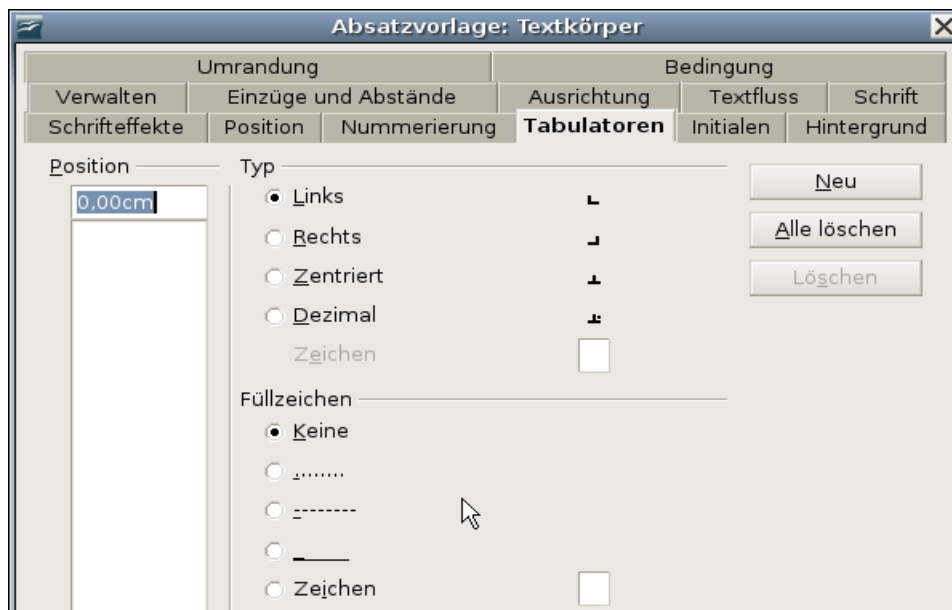 Absatzvorlage: Textkörper
Umrandung Bedingung
Verwalten Einzüge und Abstände Ausrichtung Textfluss Schrift
Schrifteffekte Position Nummerierung Tabulatoren Initialen Hintergrund
Position
0,00cm
Typ
Links
Rechts
Zentriert
Dezimal
Zeichen
Füllzeichen
Keine
........
--------
______
Zeichen
Neu
Alle löschen
Löschen